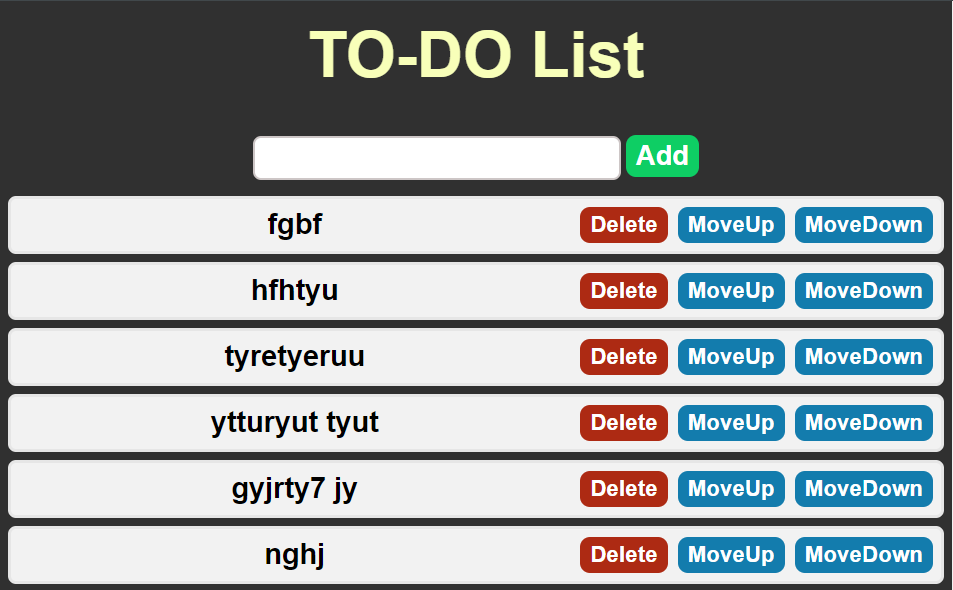 TO-DO List
Add
fgbf Delete MoveUp MoveDown
hfhtyu Delete MoveUp MoveDown
tyretyeruu Delete MoveUp MoveDown
ytturyut tyut Delete MoveUp MoveDown
gyjrty7 jy Delete MoveUp MoveDown
nghj Delete MoveUp MoveDown